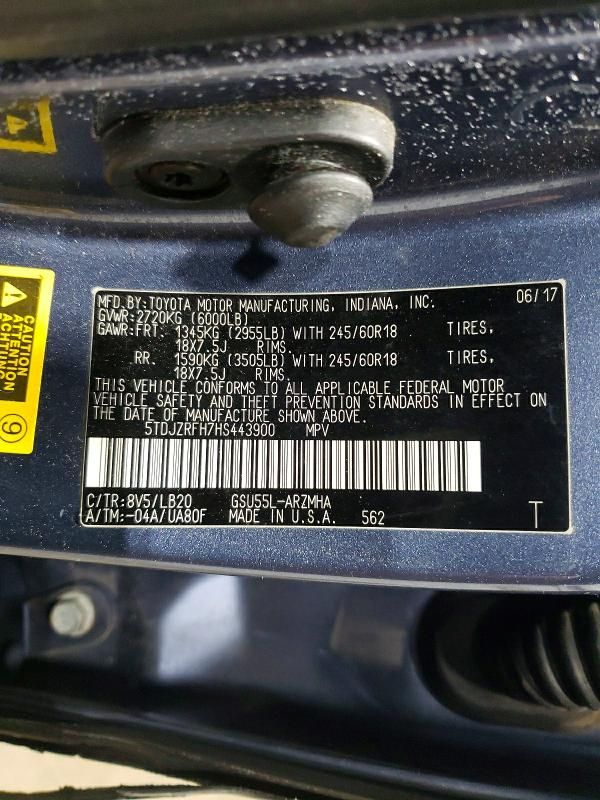 MFD.BY:TOYOTA MOTOR MANUFACTURING, INDIANA, INC. 06/17
GVWR:2720KG (6000LB)
GAWR:FRT. 1345KG (2955LB) WITH 245/60R18 TIRES,
18X7.5J RIMS.
RR. 1590KG (3505LB) WITH 245/60R18 TIRES,
18X7.5J RIMS.
THIS VEHICLE CONFORMS TO ALL APPLICABLE FEDERAL MOTOR
VEHICLE SAFETY AND THEFT PREVENTION STANDARDS IN EFFECT ON
THE DATE OF MANUFACTURE SHOWN ABOVE.
5TDJZRFH7HS443900 MPV
C/TR:8V5/LB20 GSU55L-ARZMHA
A/TM:-04A/UA80F MADE IN U.S.A. 562 T
CAUTION
ATTENTION
ACHTUNG
9